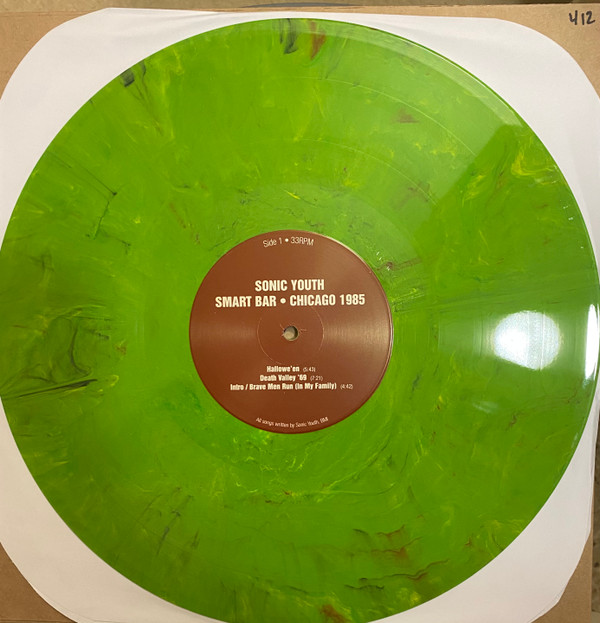 412
Side 1 • 33RPM
SONIC YOUTH
SMART BAR • CHICAGO 1985
Hallowe'en (5:43)
Death Valley '69 (7:21)
Intro / Brave Men Run (In My Family) (4:42)
All songs written by Sonic Youth, BMI